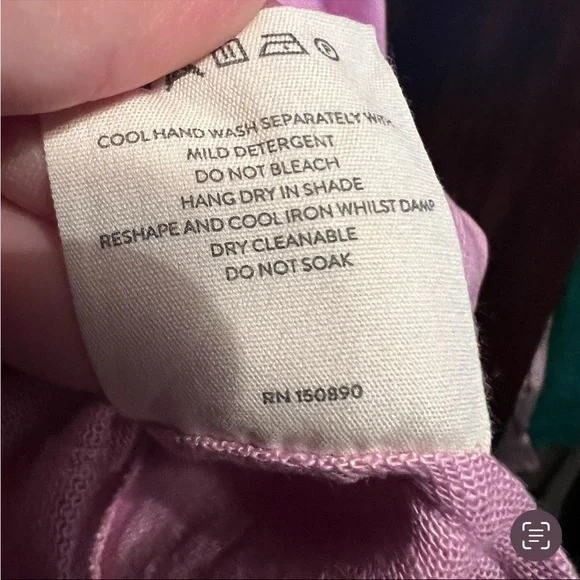 COOL HAND WASH SEPARATELY WITH
MILD DETERGENT
DO NOT BLEACH
HANG DRY IN SHADE
RESHAPE AND COOL IRON WHILST DAMP
DRY CLEANABLE
DO NOT SOAK
RN 150890